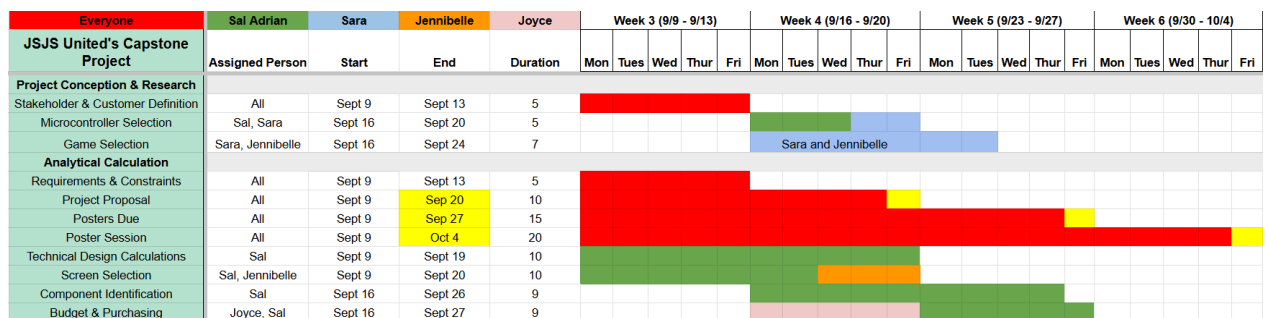 Everyone Sal Adrian Sara Jennibelle Joyce Week 3 (9/9 - 9/13) Week 4 (9/16 - 9/20) Week 5 (9/23 - 9/27) Week 6 (9/30 - 10/4)
JSJS United's Capstone
Project Assigned Person Start End Duration Mon Tues Wed Thur Fri Mon Tues Wed Thur Fri Mon Tues Wed Thur Fri Mon Tues Wed Thur Fri
Project Conception & Research
Stakeholder & Customer Definition All Sept 9 Sept 13 5
Microcontroller Selection Sal, Sara Sept 16 Sept 20 5
Game Selection Sara, Jennibelle Sept 16 Sept 24 7 Sara and Jennibelle
Analytical Calculation
Requirements & Constraints All Sept 9 Sept 13 5
Project Proposal All Sept 9 Sep 20 10
Posters Due All Sept 9 Sep 27 15
Poster Session All Sept 9 Oct 4 20
Technical Design Calculations Sal Sept 9 Sept 19 10
Screen Selection Sal, Jennibelle Sept 9 Sept 20 10
Component Identification Sal Sept 16 Sept 26 9
Budget & Purchasing Joyce, Sal Sept 16 Sept 27 9